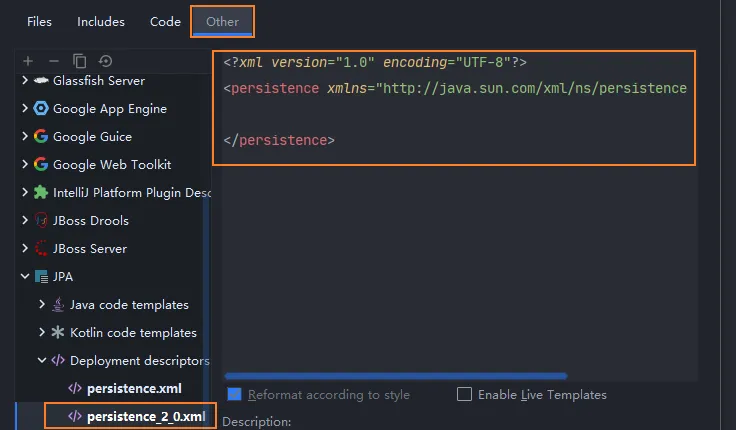 Files Includes Code Other
Glassfish Server
Google App Engine
Google Guice
Google Web Toolkit
IntelliJ Platform Plugin Desc
JBoss Drools
JBoss Server
JPA
Java code templates
Kotlin code templates
Deployment descriptors
persistence.xml
persistence_2_0.xml
<?xml version="1.0" encoding="UTF-8"?>
<persistence xmlns="http://java.sun.com/xml/ns/persistence
</persistence>
Reformat according to style Enable Live Templates
Description: